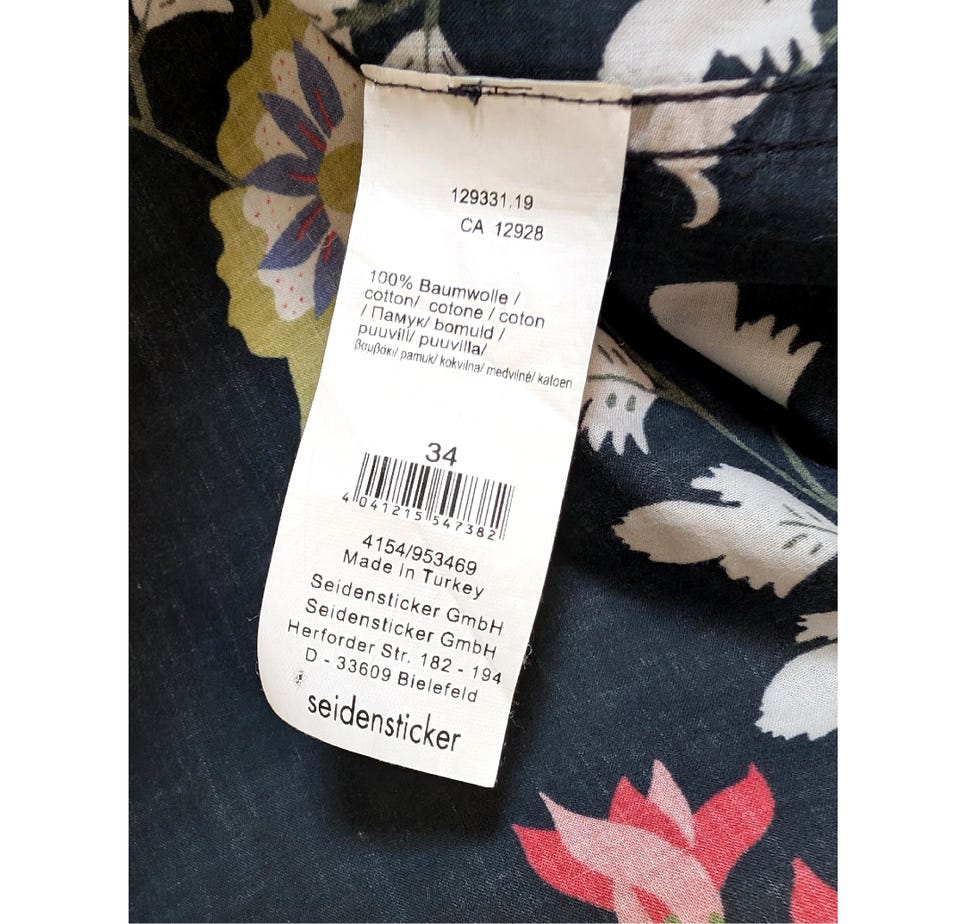 129331.19
CA 12928
100% Baumwolle /
cotton/ cotone / coton
/ Памук/ bomuld /
puuvill/ puuvilla/
βαμβάκι/ pamuk/ kokvilna/ medvilnė/ katoen
34
4 041215 547382
4154/953469
Made in Turkey
Seidensticker GmbH
Seidensticker GmbH
Herforder Str. 182 - 194
D - 33609 Bielefeld
seidensticker